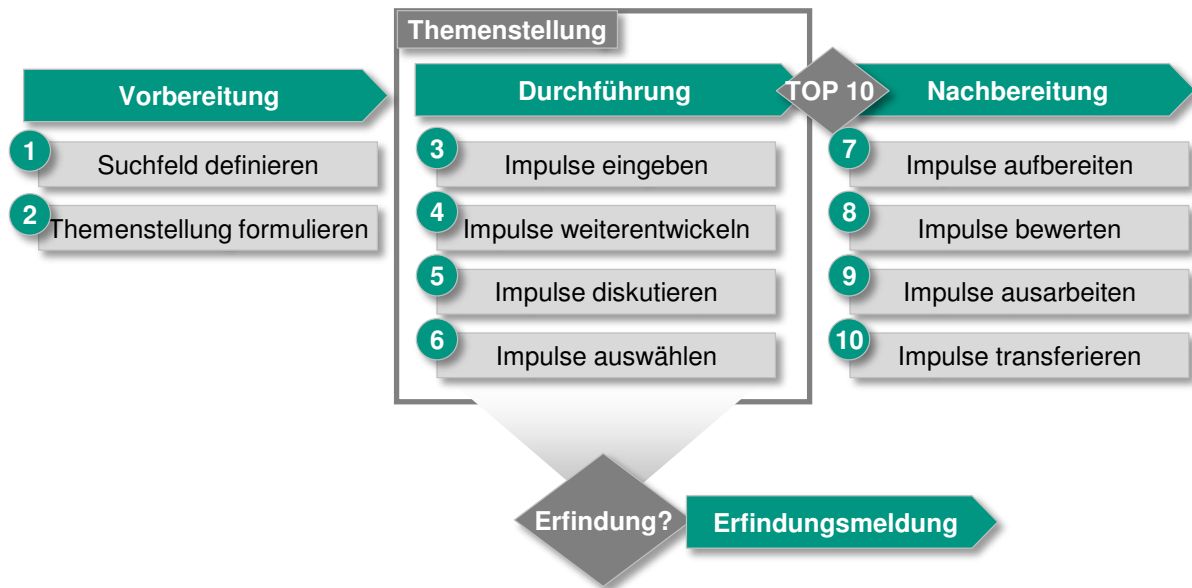 Themenstellung
Vorbereitung
1
Suchfeld definieren
2
Themenstellung formulieren
Durchführung
3
Impulse eingeben
4
Impulse weiterentwickeln
5
Impulse diskutieren
6
Impulse auswählen
TOP 10
Nachbereitung
7
Impulse aufbereiten
8
Impulse bewerten
9
Impulse ausarbeiten
10
Impulse transferieren
Erfindung?
Erfindungsmeldung